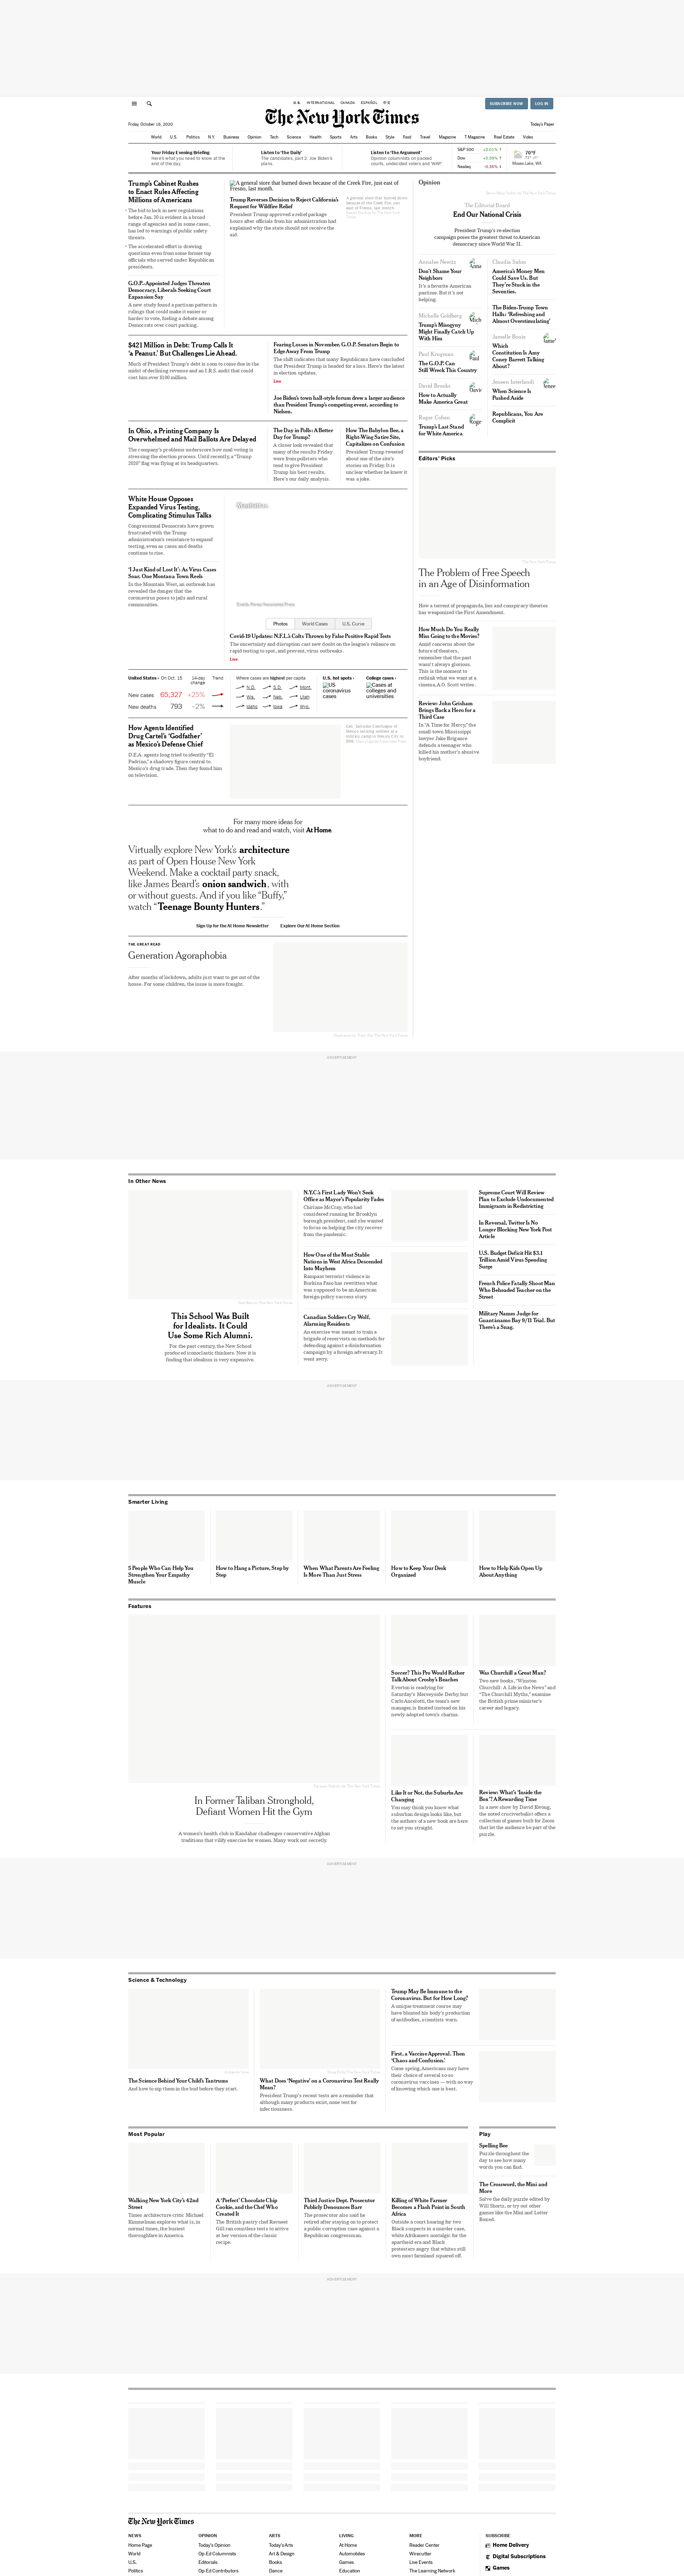 U.S. INTERNATIONAL CANADA ESPAÑOL 中文
SUBSCRIBE NOW
LOG IN
The New York Times
Friday, October 16, 2020
Today's Paper
World U.S. Politics N.Y. Business Opinion Tech Science Health Sports Arts Books Style Food Travel Magazine T Magazine Real Estate Video
Your Friday Evening Briefing
Here's what you need to know at the
end of the day.
Listen to 'The Daily'
The candidates, part 2: Joe Biden's
plans.
Listen to 'The Argument'
Opinion columnists on packed
courts, undecided voters and "WAP."
S&P 500 +0.01% ↑
Dow +0.39% ↑
Nasdaq -0.36% ↓
70°F
Moses Lake, WA
Trump's Cabinet Rushes
to Enact Rules Affecting
Millions of Americans
• The bid to lock in new regulations
before Jan. 20 is evident in a broad
range of agencies and in some cases,
has led to warnings of public safety
threats.
• The accelerated effort is drawing
questions even from some former top
officials who served under Republican
presidents.
G.O.P.-Appointed Judges Threaten
Democracy, Liberals Seeking Court
Expansion Say
A new study found a partisan pattern in
rulings that could make it easier or
harder to vote, fueling a debate among
Democrats over court packing.
A general store that burned down because of the Creek Fire, just east of
Fresno, last month.
Trump Reverses Decision to Reject California's
Request for Wildfire Relief
President Trump approved a relief package
hours after officials from his administration had
explained why the state should not receive the
aid.
A general store that burned down
because of the Creek Fire, just
east of Fresno, last month.
$421 Million in Debt: Trump Calls It
'a Peanut.' But Challenges Lie Ahead.
Much of President Trump's debt is soon to come due in the
midst of declining revenue and an I.R.S. audit that could
cost him over $100 million.
Fearing Losses in November, G.O.P. Senators Begin to
Edge Away From Trump
The shift indicates that many Republicans have concluded
that President Trump is headed for a loss. Here's the latest
in election updates.
Live
Joe Biden's town hall-style forum drew a larger audience
than President Trump's competing event, according to
Nielsen.
In Ohio, a Printing Company Is
Overwhelmed and Mail Ballots Are Delayed
The company's problems underscore how mail voting is
stressing the election process. Until recently, a "Trump
2020" flag was flying at its headquarters.
The Day in Polls: A Better
Day for Trump?
A closer look revealed that
many of the results Friday
were from pollsters who
tend to give President
Trump his best results.
Here's our daily analysis.
How The Babylon Bee, a
Right-Wing Satire Site,
Capitalizes on Confusion
President Trump tweeted
about one of the site's
stories on Friday. It is
unclear whether he knew it
was a joke.
White House Opposes
Expanded Virus Testing,
Complicating Stimulus Talks
Congressional Democrats have grown
frustrated with the Trump
administration's resistance to expand
testing, even as cases and deaths
continue to rise.
'I Just Kind of Lost It': As Virus Cases
Soar, One Montana Town Reels
In the Mountain West, an outbreak has
revealed the danger that the
coronavirus poses to jails and rural
communities.
Photos World Cases U.S. Curve
Covid-19 Updates: N.F.L.'s Colts Thrown by False Positive Rapid Tests
The uncertainty and disruption cast new doubt on the league's reliance on
rapid tests to spot, and prevent, virus outbreaks.
Live
United States › On Oct. 15 14-day
change Trend
New cases 65,327 +25%
New deaths 793 –2%
Where cases are highest per capita
N.D. S.D. Mont.
Wis. Neb. Utah
Idaho Iowa Wyo.
U.S. hot spots ›
US
coronavirus
cases
College cases ›
Cases at
colleges and
universities
How Agents Identified
Drug Cartel's 'Godfather'
as Mexico's Defense Chief
D.E.A. agents long tried to identify "El
Padrino," a shadowy figure central to
Mexico's drug trade. Then they found him
on television.
For many more ideas for
what to do and read and watch, visit At Home.
Virtually explore New York's architecture
as part of Open House New York
Weekend. Make a cocktail party snack,
like James Beard's onion sandwich, with
or without guests. And if you like "Buffy,"
watch "Teenage Bounty Hunters."
Sign Up for the At Home Newsletter
Explore Our At Home Section
THE GREAT READ
Generation Agoraphobia
After months of lockdown, adults just want to get out of the
house. For some children, the issue is more fraught.
Opinion
The Editorial Board
End Our National Crisis
President Trump's re-election
campaign poses the greatest threat to American
democracy since World War II.
Annalee Newitz
Don't Shame Your
Neighbors
It's a favorite American
pastime. But it's not
helping.
Michelle Goldberg
Trump's Misogyny
Might Finally Catch Up
With Him
Paul Krugman
The G.O.P. Can
Still Wreck This Country
David Brooks
How to Actually
Make America Great
Roger Cohen
Trump's Last Stand
for White America
Claudia Sahm
America's Money Men
Could Save Us. But
They're Stuck in the
Seventies.
The Biden-Trump Town
Halls: 'Refreshing and
Almost Overstimulating'
Jamelle Bouie
Which
Constitution Is Amy
Coney Barrett Talking
About?
Jeneen Interlandi
When Science Is
Pushed Aside
Republicans, You Are
Complicit
Editors' Picks
The Problem of Free Speech
in an Age of Disinformation
How a torrent of propaganda, lies and conspiracy theories
has weaponized the First Amendment.
How Much Do You Really
Miss Going to the Movies?
Amid concerns about the
future of theaters,
remember that the past
wasn't always glorious.
This is the moment to
rethink what we want at a
cinema, A.O. Scott writes.
Review: John Grisham
Brings Back a Hero for a
Third Case
In "A Time for Mercy," the
small-town Mississippi
lawyer Jake Brigance
defends a teenager who
killed his mother's abusive
boyfriend.
ADVERTISEMENT
In Other News
This School Was Built
for Idealists. It Could
Use Some Rich Alumni.
For the past century, the New School
produced iconoclastic thinkers. Now it is
finding that idealism is very expensive.
N.Y.C.'s First Lady Won't Seek
Office as Mayor's Popularity Fades
Chirlane McCray, who had
considered running for Brooklyn
borough president, said she wanted
to focus on helping the city recover
from the pandemic.
How One of the Most Stable
Nations in West Africa Descended
Into Mayhem
Rampant terrorist violence in
Burkina Faso has rewritten what
was supposed to be an American
foreign-policy success story.
Canadian Soldiers Cry Wolf,
Alarming Residents
An exercise was meant to train a
brigade of reservists on methods for
defending against a disinformation
campaign by a foreign adversary. It
went awry.
Supreme Court Will Review
Plan to Exclude Undocumented
Immigrants in Redistricting
In Reversal, Twitter Is No
Longer Blocking New York Post
Article
U.S. Budget Deficit Hit $3.1
Trillion Amid Virus Spending
Surge
French Police Fatally Shoot Man
Who Beheaded Teacher on the
Street
Military Names Judge for
Guantánamo Bay 9/11 Trial. But
There's a Snag.
ADVERTISEMENT
Smarter Living
5 People Who Can Help You
Strengthen Your Empathy
Muscle
How to Hang a Picture, Step by
Step
When What Parents Are Feeling
Is More Than Just Stress
How to Keep Your Desk
Organized
How to Help Kids Open Up
About Anything
Features
In Former Taliban Stronghold,
Defiant Women Hit the Gym
A women's health club in Kandahar challenges conservative Afghan
traditions that vilify exercise for women. Many work out secretly.
Soccer? This Pro Would Rather
Talk About Crosby's Beaches
Everton is readying for
Saturday's Merseyside Derby, but
Carlo Ancelotti, the team's new
manager, is fixated instead on his
newly adopted town's charms.
Was Churchill a Great Man?
Two new books, "Winston
Churchill: A Life in the News" and
"The Churchill Myths," examine
the British prime minister's
career and legacy.
Like It or Not, the Suburbs Are
Changing
You may think you know what
suburban design looks like, but
the authors of a new book are here
to set you straight.
Review: What's 'Inside the
Box'? A Rewarding Time
In a new show by David Kwong,
the noted cruciverbalist offers a
collection of games built for Zoom
that let the audience be part of the
puzzle.
ADVERTISEMENT
Science & Technology
The Science Behind Your Child's Tantrums
And how to nip them in the bud before they start.
What Does 'Negative' on a Coronavirus Test Really
Mean?
President Trump's recent tests are a reminder that
although many products exist, none test for
infectiousness.
Trump May Be Immune to the
Coronavirus. But for How Long?
A unique treatment course may
have blunted his body's production
of antibodies, scientists warn.
First, a Vaccine Approval. Then
'Chaos and Confusion.'
Come spring, Americans may have
their choice of several so-so
coronavirus vaccines — with no way
of knowing which one is best.
Most Popular
Walking New York City's 42nd
Street
Times architecture critic Michael
Kimmelman explores what is, in
normal times, the busiest
thoroughfare in America.
A 'Perfect' Chocolate Chip
Cookie, and the Chef Who
Created It
The British pastry chef Ravneet
Gill ran countless tests to arrive
at her version of the classic
recipe.
Third Justice Dept. Prosecutor
Publicly Denounces Barr
The prosecutor also said he
retired after staying on to protect
a public corruption case against a
Republican congressman.
Killing of White Farmer
Becomes a Flash Point in South
Africa
Outside a court hearing for two
Black suspects in a murder case,
white Afrikaners nostalgic for the
apartheid era and Black
protesters angry that whites still
own most farmland squared off.
Play
Spelling Bee
Puzzle throughout the
day to see how many
words you can find.
The Crossword, the Mini and
More
Solve the daily puzzle edited by
Will Shortz, or try out other
games like the Mini and Letter
Boxed.
ADVERTISEMENT
The New York Times
NEWS
Home Page
World
U.S.
Politics
OPINION
Today's Opinion
Op-Ed Columnists
Editorials
Op-Ed Contributors
ARTS
Today's Arts
Art & Design
Books
Dance
LIVING
At Home
Automobiles
Games
Education
MORE
Reader Center
Wirecutter
Live Events
The Learning Network
SUBSCRIBE
Home Delivery
Digital Subscriptions
Games